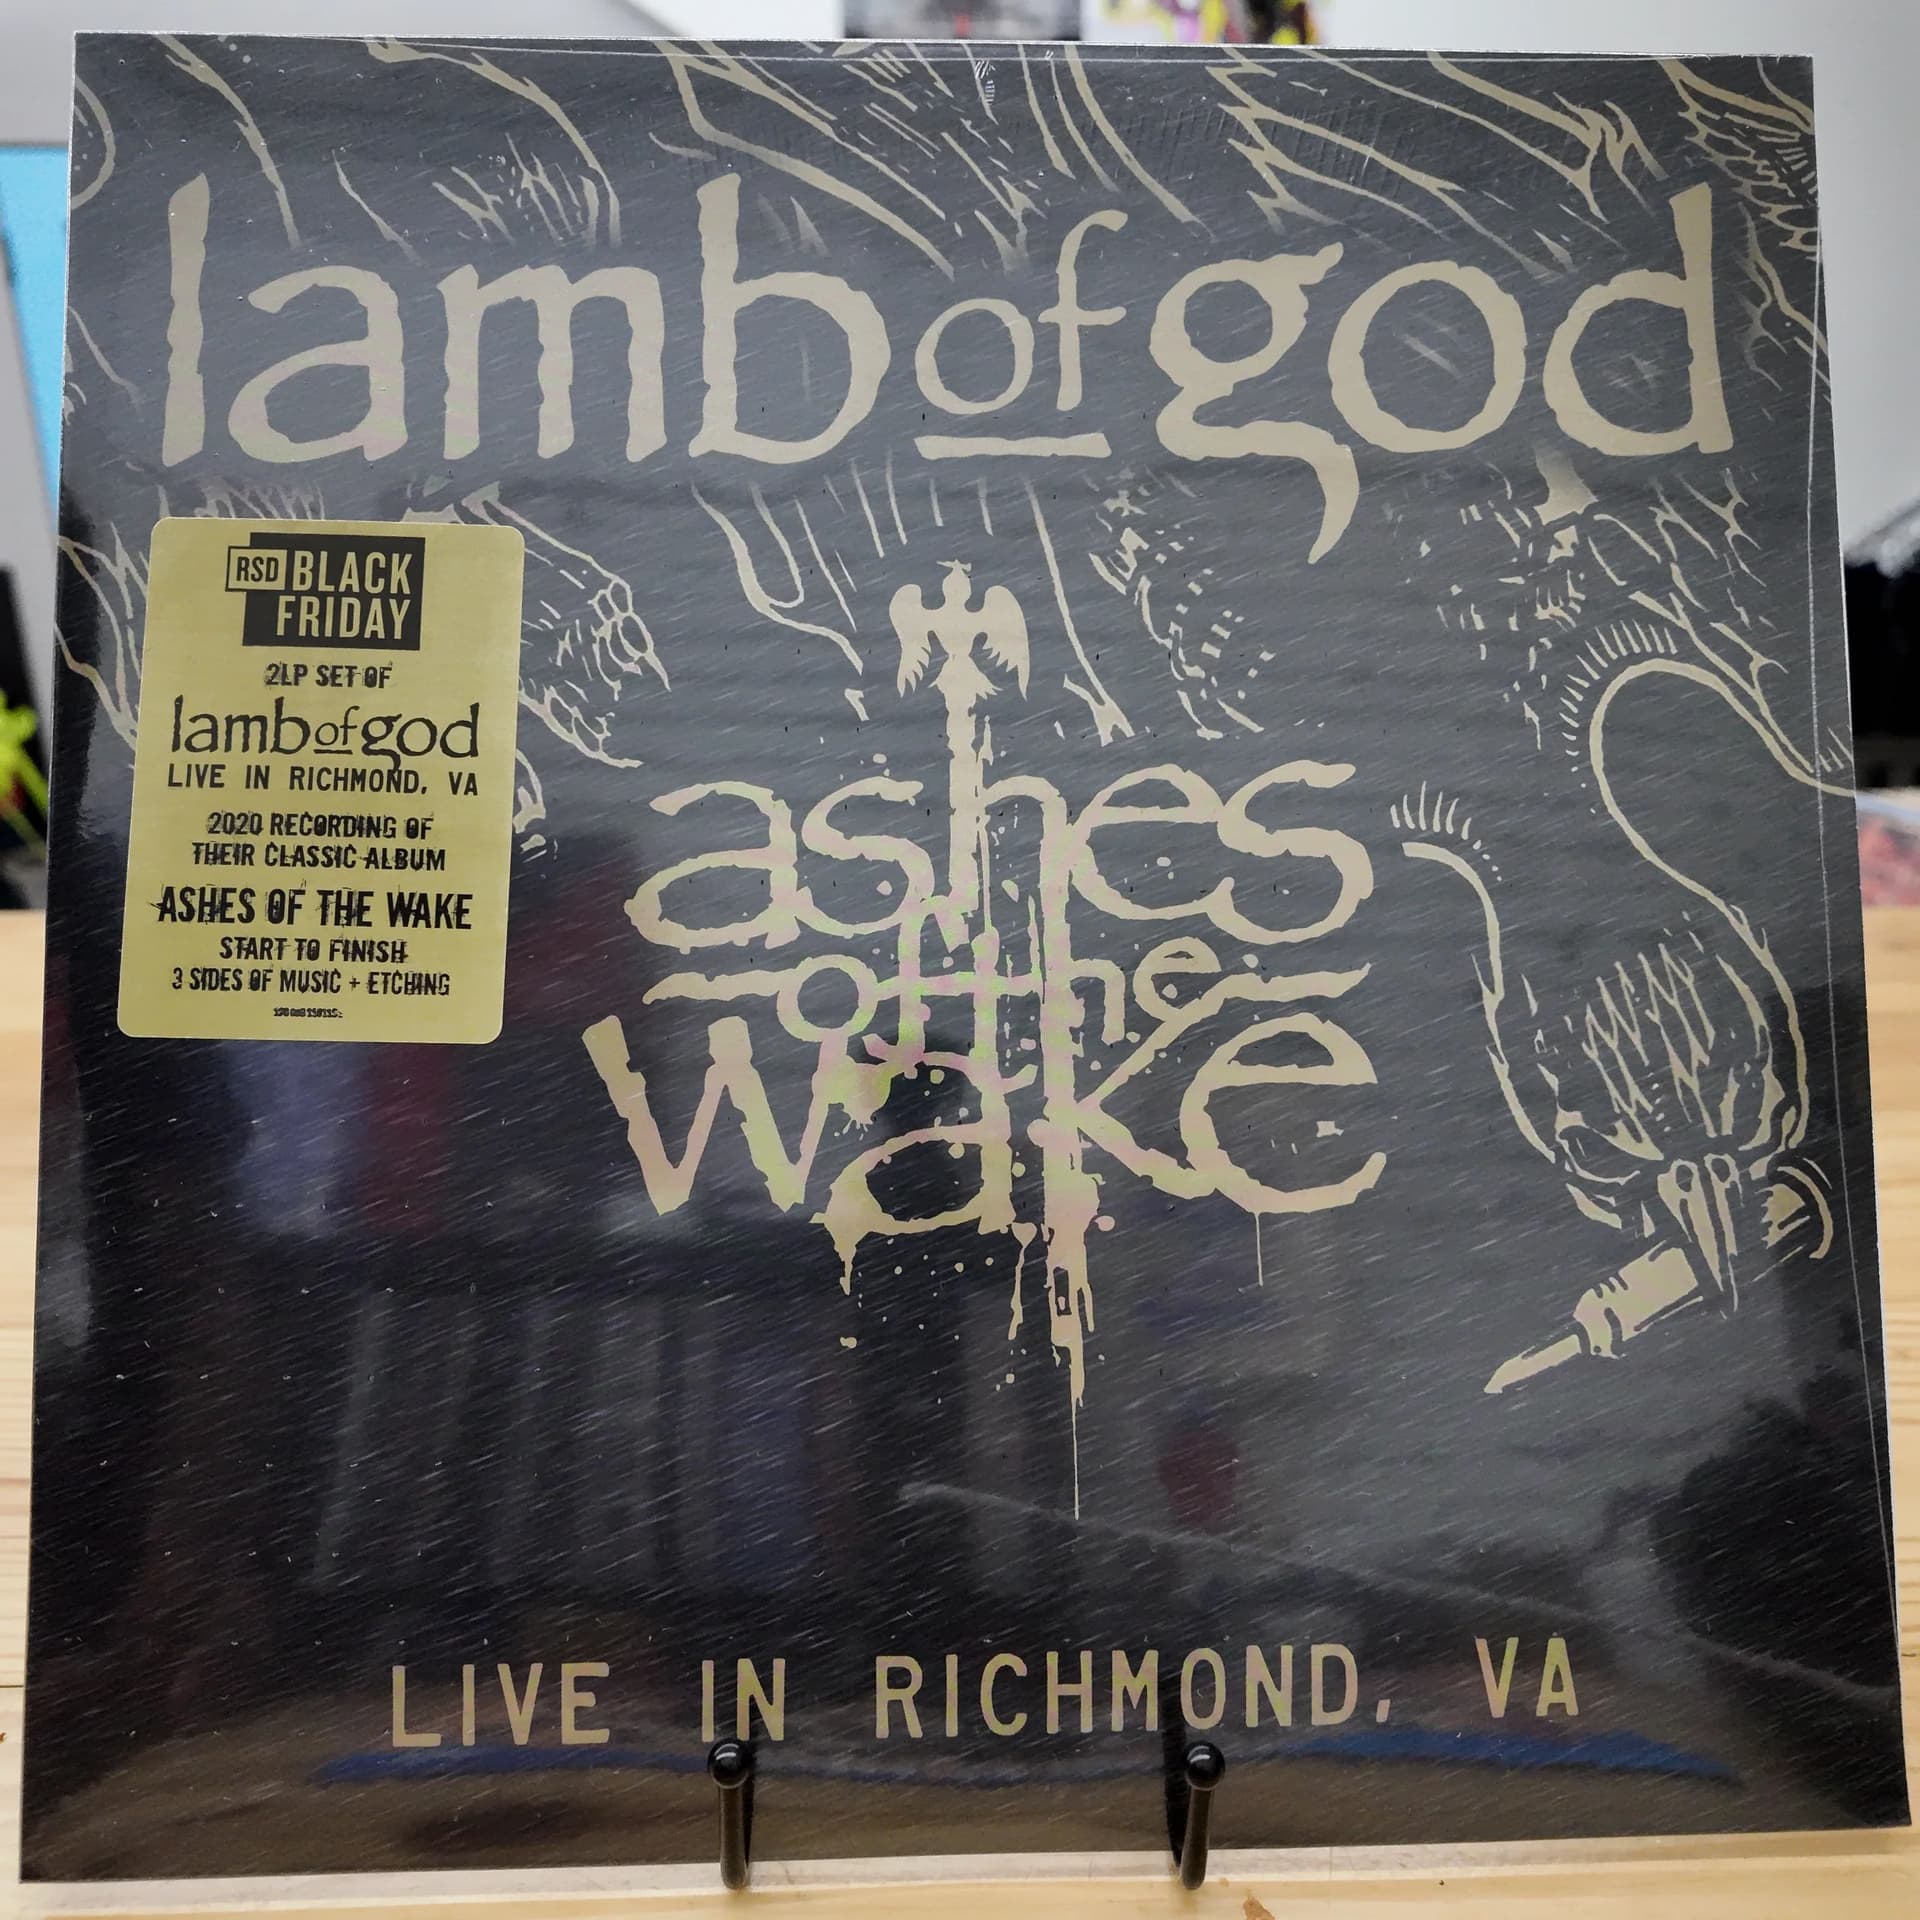 lamb of god
RSD BLACK
FRIDAY
2LP SET OF
lamb of god
LIVE IN RICHMOND, VA
2020 RECORDING OF
THEIR CLASSIC ALBUM
ASHES OF THE WAKE
START TO FINISH
3 SIDES OF MUSIC + ETCHING
ashes
of the
wake
LIVE IN RICHMOND, VA